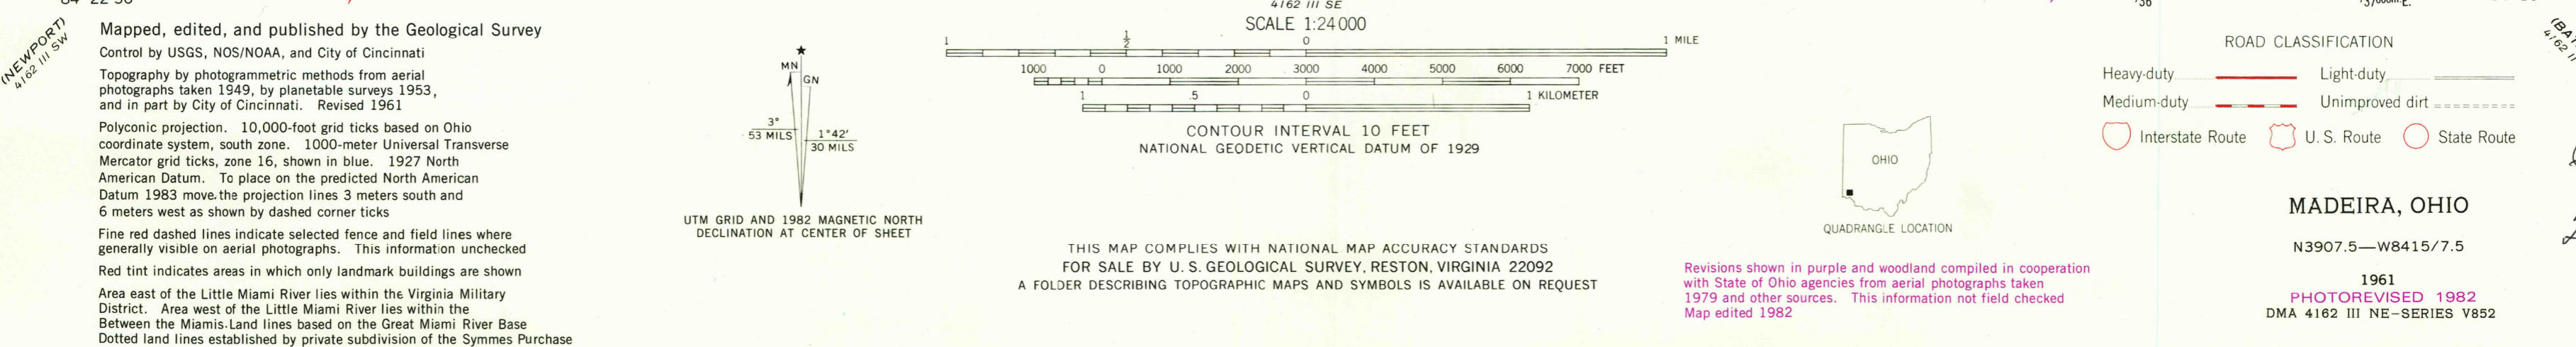 (NEWPORT)
4162 III SW
Mapped, edited, and published by the Geological Survey
Control by USGS, NOS/NOAA, and City of Cincinnati
Topography by photogrammetric methods from aerial
photographs taken 1949, by planetable surveys 1953,
and in part by City of Cincinnati. Revised 1961
Polyconic projection. 10,000-foot grid ticks based on Ohio
coordinate system, south zone. 1000-meter Universal Transverse
Mercator grid ticks, zone 16, shown in blue. 1927 North
American Datum. To place on the predicted North American
Datum 1983 move the projection lines 3 meters south and
6 meters west as shown by dashed corner ticks
Fine red dashed lines indicate selected fence and field lines where
generally visible on aerial photographs. This information unchecked
Red tint indicates areas in which only landmark buildings are shown
Area east of the Little Miami River lies within the Virginia Military
District. Area west of the Little Miami River lies within the
Between the Miamis. Land lines based on the Great Miami River Base
Dotted land lines established by private subdivision of the Symmes Purchase
MN
GN
3°
53 MILS
1°42′
30 MILS
UTM GRID AND 1982 MAGNETIC NORTH
DECLINATION AT CENTER OF SHEET
4162 III SE
SCALE 1:24 000
1 ½ 0 1 MILE
1000 0 1000 2000 3000 4000 5000 6000 7000 FEET
1 .5 0 1 KILOMETER
CONTOUR INTERVAL 10 FEET
NATIONAL GEODETIC VERTICAL DATUM OF 1929
THIS MAP COMPLIES WITH NATIONAL MAP ACCURACY STANDARDS
FOR SALE BY U. S. GEOLOGICAL SURVEY, RESTON, VIRGINIA 22092
A FOLDER DESCRIBING TOPOGRAPHIC MAPS AND SYMBOLS IS AVAILABLE ON REQUEST
OHIO
QUADRANGLE LOCATION
Revisions shown in purple and woodland compiled in cooperation
with State of Ohio agencies from aerial photographs taken
1979 and other sources. This information not field checked
Map edited 1982
ROAD CLASSIFICATION
Heavy-duty Light-duty
Medium-duty Unimproved dirt
Interstate Route U. S. Route State Route
MADEIRA, OHIO
N3907.5—W8415/7.5
1961
PHOTOREVISED 1982
DMA 4162 III NE—SERIES V852